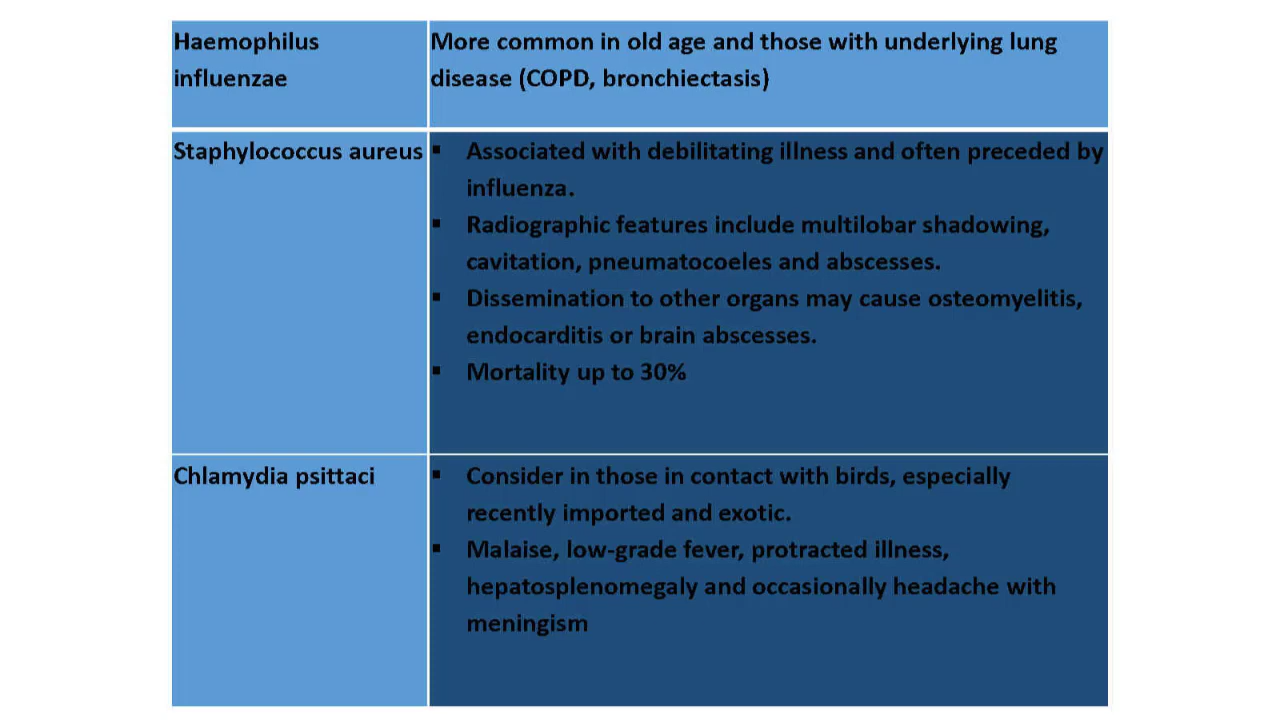 Haemophilus
influenzae
More common in old age and those with underlying lung
disease (COPD, bronchiectasis)
Staphylococcus aureus
▪ Associated with debilitating illness and often preceded by
influenza.
▪ Radiographic features include multilobar shadowing,
cavitation, pneumatocoeles and abscesses.
▪ Dissemination to other organs may cause osteomyelitis,
endocarditis or brain abscesses.
▪ Mortality up to 30%
Chlamydia psittaci
▪ Consider in those in contact with birds, especially
recently imported and exotic.
▪ Malaise, low-grade fever, protracted illness,
hepatosplenomegaly and occasionally headache with
meningism